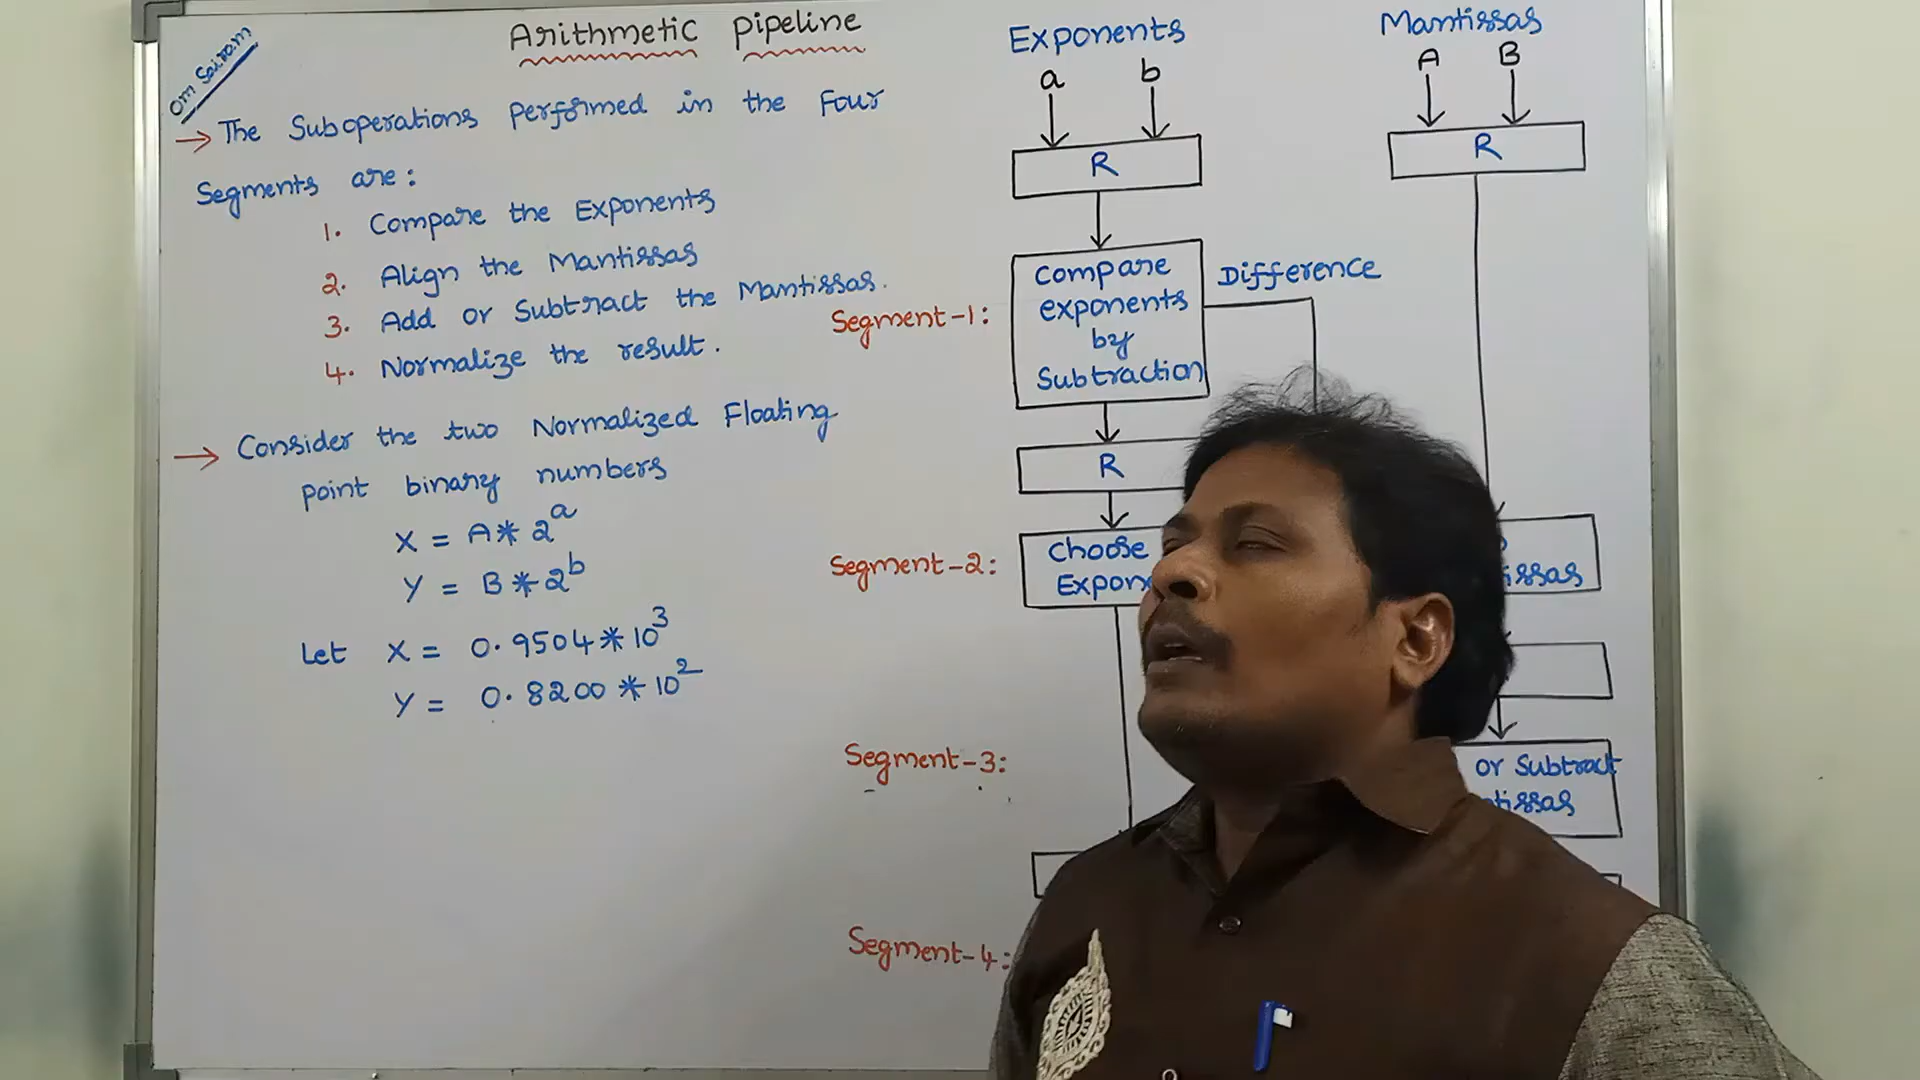 Om Sairam
Arithmetic Pipeline
→ The Suboperations performed in the Four
Segments are:
1. Compare the Exponents
2. Align the Mantissas
3. Add or Subtract the Mantissas.
4. Normalize the result.
→ Consider the two Normalized Floating
point binary numbers
X = A * 2^a
Y = B * 2^b
Let X = 0.9504 * 10^3
Y = 0.8200 * 10^2
Exponents
a b
R
Segment-1:
Compare
exponents
by
Subtraction
Difference
R
Segment-2:
Choose
Segment-3:
Segment-4:
Mantissas
A B
R
or Subtract